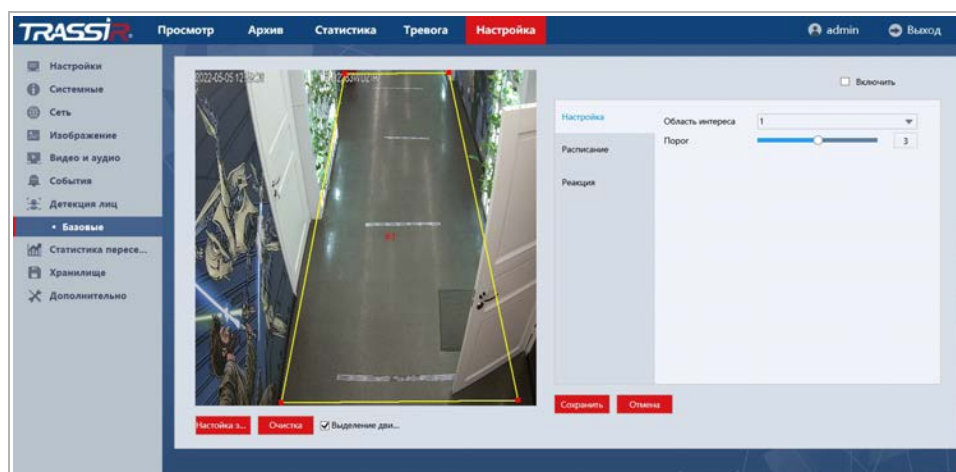 TRASSIR
Просмотр Архив Статистика Тревога Настройка admin Выход
Настройки
Системные
Сеть
Изображение
Видео и аудио
События
Детекция лиц
• Базовые
Статистика пересе...
Хранилище
Дополнительно
2022-05-05
Включить
Настройка
Область интереса 1
Порог 3
Расписание
Реакция
#1
Сохранить Отмена
Настойка з... Очистка Выделение дви...